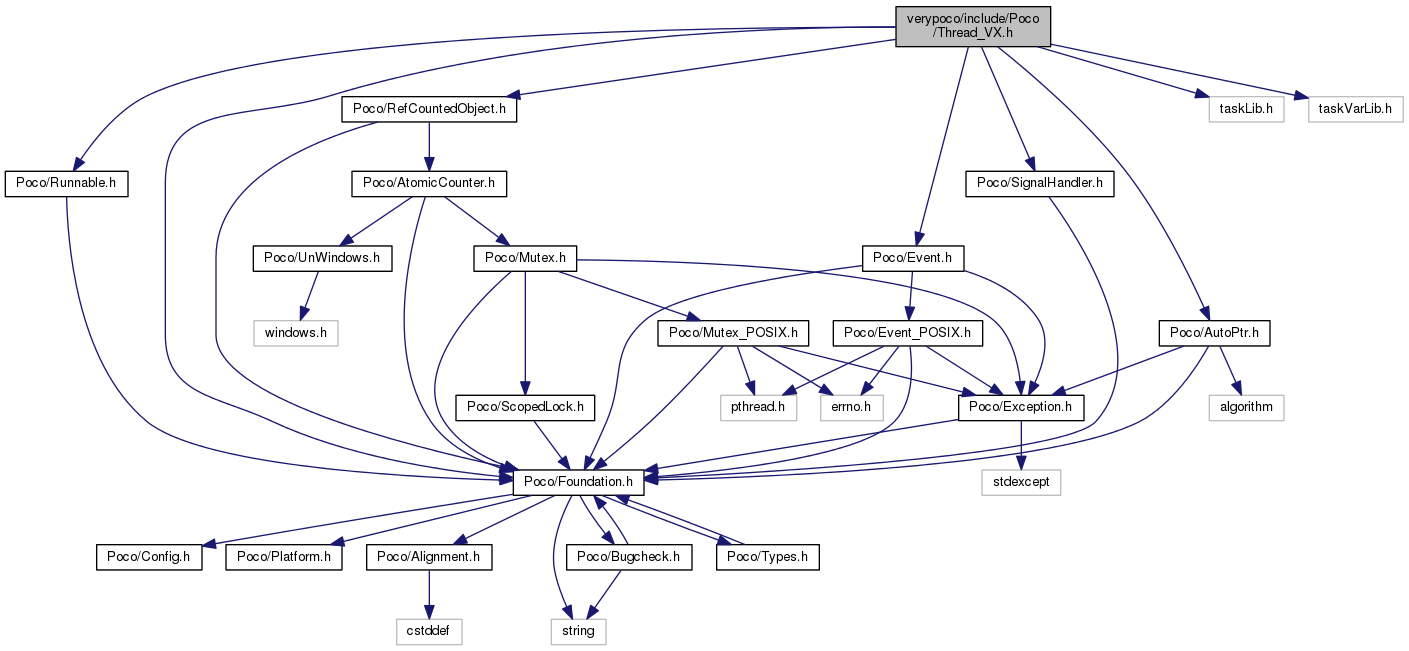 verypoco/include/Poco
/Thread_VX.h
Poco/RefCountedObject.h
taskLib.h
taskVarLib.h
Poco/Runnable.h
Poco/AtomicCounter.h
Poco/SignalHandler.h
Poco/UnWindows.h
Poco/Mutex.h
Poco/Event.h
windows.h
Poco/Mutex_POSIX.h
Poco/Event_POSIX.h
Poco/AutoPtr.h
Poco/ScopedLock.h
pthread.h
errno.h
Poco/Exception.h
algorithm
Poco/Foundation.h
stdexcept
Poco/Config.h
Poco/Platform.h
Poco/Alignment.h
Poco/Bugcheck.h
Poco/Types.h
cstddef
string